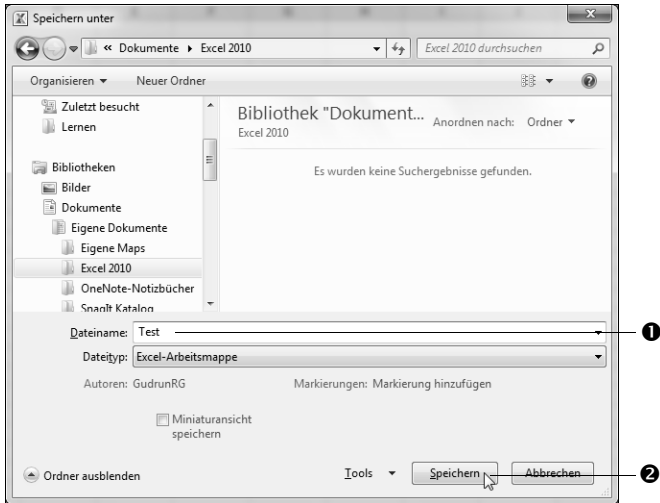 Speichern unter
« Dokumente ▸ Excel 2010
Excel 2010 durchsuchen
Organisieren ▼ Neuer Ordner
Zuletzt besucht
Lernen
Bibliotheken
Bilder
Dokumente
Eigene Dokumente
Eigene Maps
Excel 2010
OneNote-Notizbücher
SnagIt Katalog
Bibliothek "Dokument...
Excel 2010
Anordnen nach: Ordner ▼
Es wurden keine Suchergebnisse gefunden.
Dateiname: Test
❶
Dateityp: Excel-Arbeitsmappe
Autoren: GudrunRG Markierungen: Markierung hinzufügen
Miniaturansicht
speichern
Ordner ausblenden Tools ▼ Speichern Abbrechen
❷